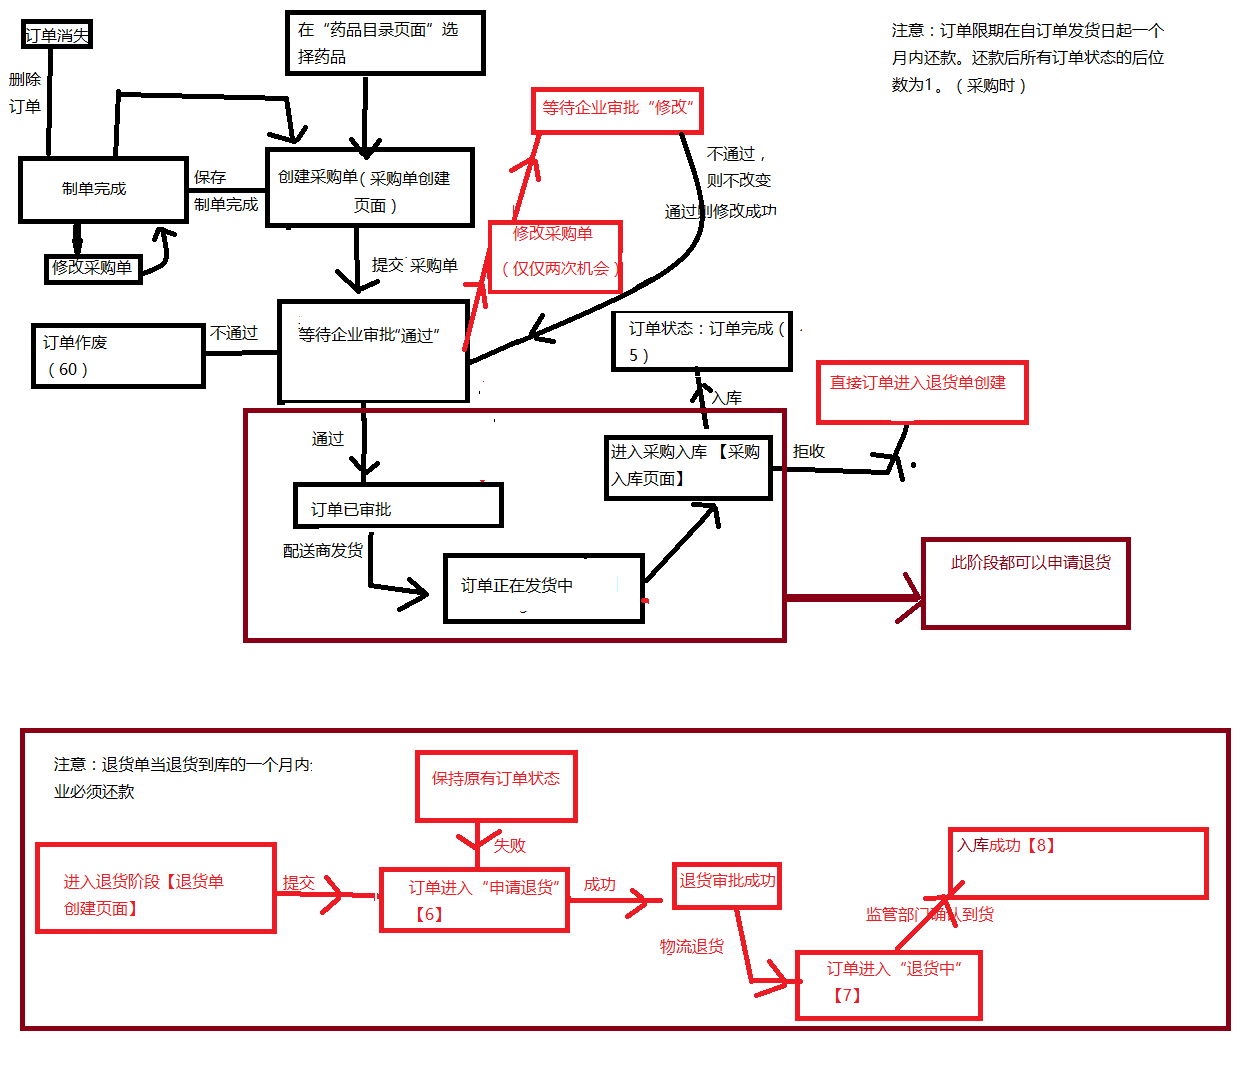 订单消失
在“药品目录页面”选
择药品
注意：订单限期在自订单发货日起一个
月内还款。还款后所有订单状态的后位
数为1。（采购时）
删除
订单
等待企业审批“修改”
不通过，
则不改变
通过则修改成功
制单完成
保存
制单完成
创建采购单（采购单创建
页面）
修改采购单
（仅仅两次机会）
修改采购单
提交 采购单
订单作废
（60）
不通过
等待企业审批“通过”
订单状态：订单完成（
5）
直接订单进入退货单创建
入库
通过
进入采购入库 【采购
入库页面】
拒收
订单已审批
配送商发货
订单正在发货中
此阶段都可以申请退货
注意：退货单当退货到库的一个月内
业必须还款
保持原有订单状态
失败
进入退货阶段【退货单
创建页面】
提交
订单进入“申请退货”
【6】
成功
退货审批成功
入库成功【8】
监管部门确认到货
物流退货
订单进入“退货中”
【7】